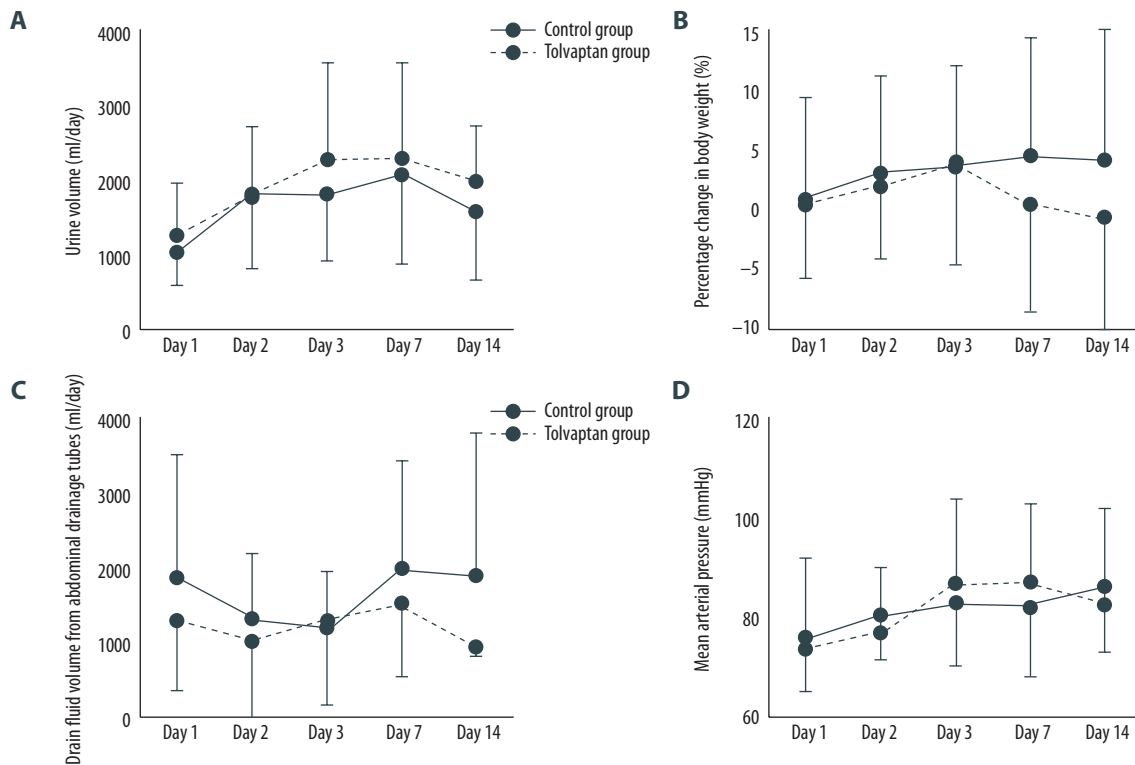 A
Urine volume (ml/day)
4000
3000
2000
1000
0
Day 1 Day 2 Day 3 Day 7 Day 14
Control group
Tolvaptan group
B
Percentage change in body weight (%)
15
10
5
0
−5
−10
Day 1 Day 2 Day 3 Day 7 Day 14
C
Drain fluid volume from abdominal drainage tubes (ml/day)
4000
3000
2000
1000
0
Day 1 Day 2 Day 3 Day 7 Day 14
Control group
Tolvaptan group
D
Mean arterial pressure (mmHg)
120
100
80
60
Day 1 Day 2 Day 3 Day 7 Day 14